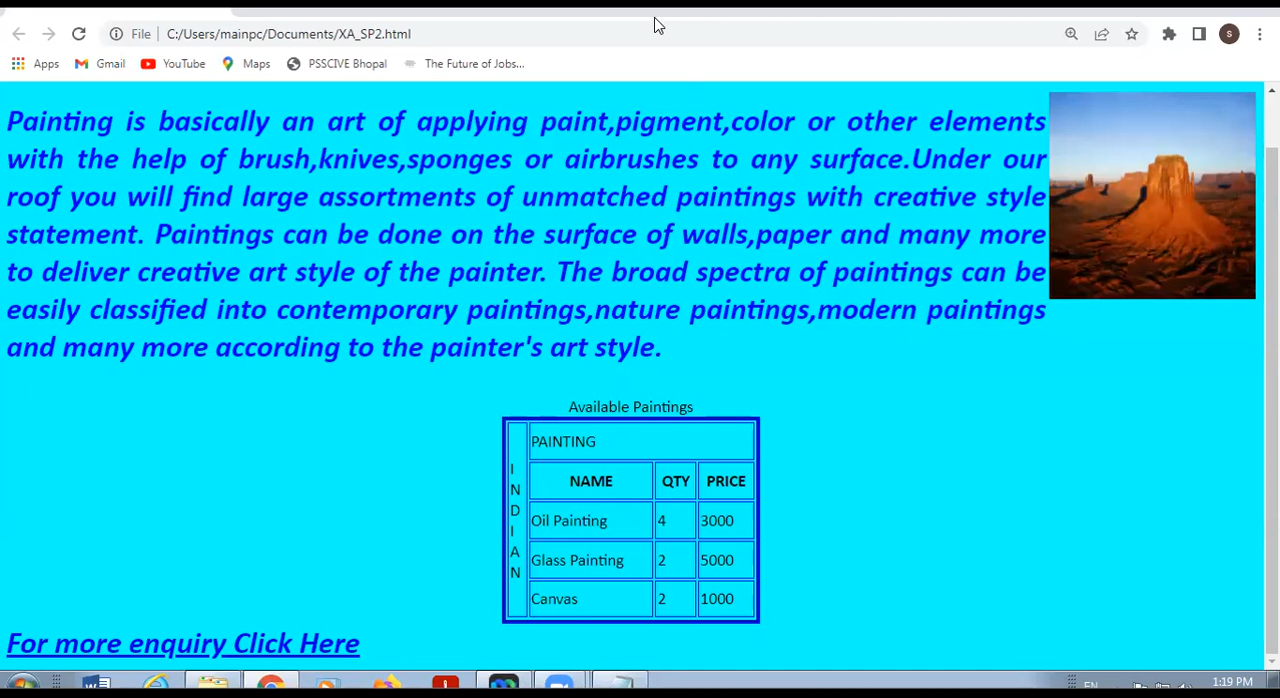 File | C:/Users/mainpc/Documents/XA_SP2.html
S
Apps Gmail YouTube Maps PSSCIVE Bhopal The Future of Jobs...
Painting is basically an art of applying paint,pigment,color or other elements
with the help of brush,knives,sponges or airbrushes to any surface.Under our
roof you will find large assortments of unmatched paintings with creative style
statement. Paintings can be done on the surface of walls,paper and many more
to deliver creative art style of the painter. The broad spectra of paintings can be
easily classified into contemporary paintings,nature paintings,modern paintings
and many more according to the painter's art style.
Available Paintings
I
N
D
I
A
N
PAINTING
NAME QTY PRICE
Oil Painting 4 3000
Glass Painting 2 5000
Canvas 2 1000
For more enquiry Click Here
EN 1:19 PM